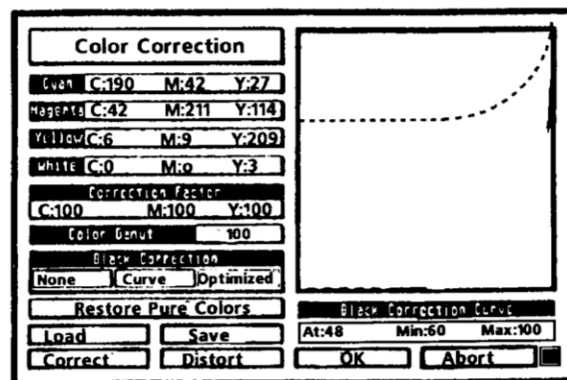 Color Correction
Cyan C:190 M:42 Y:27
Magenta C:42 M:211 Y:114
Yellow C:6 M:9 Y:209
White C:0 M:o Y:3
Correction Factor
C:100 M:100 Y:100
Color 100
Black Correction
None Curve Optimized
Restore Pure Colors
Load Save
Correct Distort
Black Correction Curve
At:48 Min:60 Max:100
OK Abort